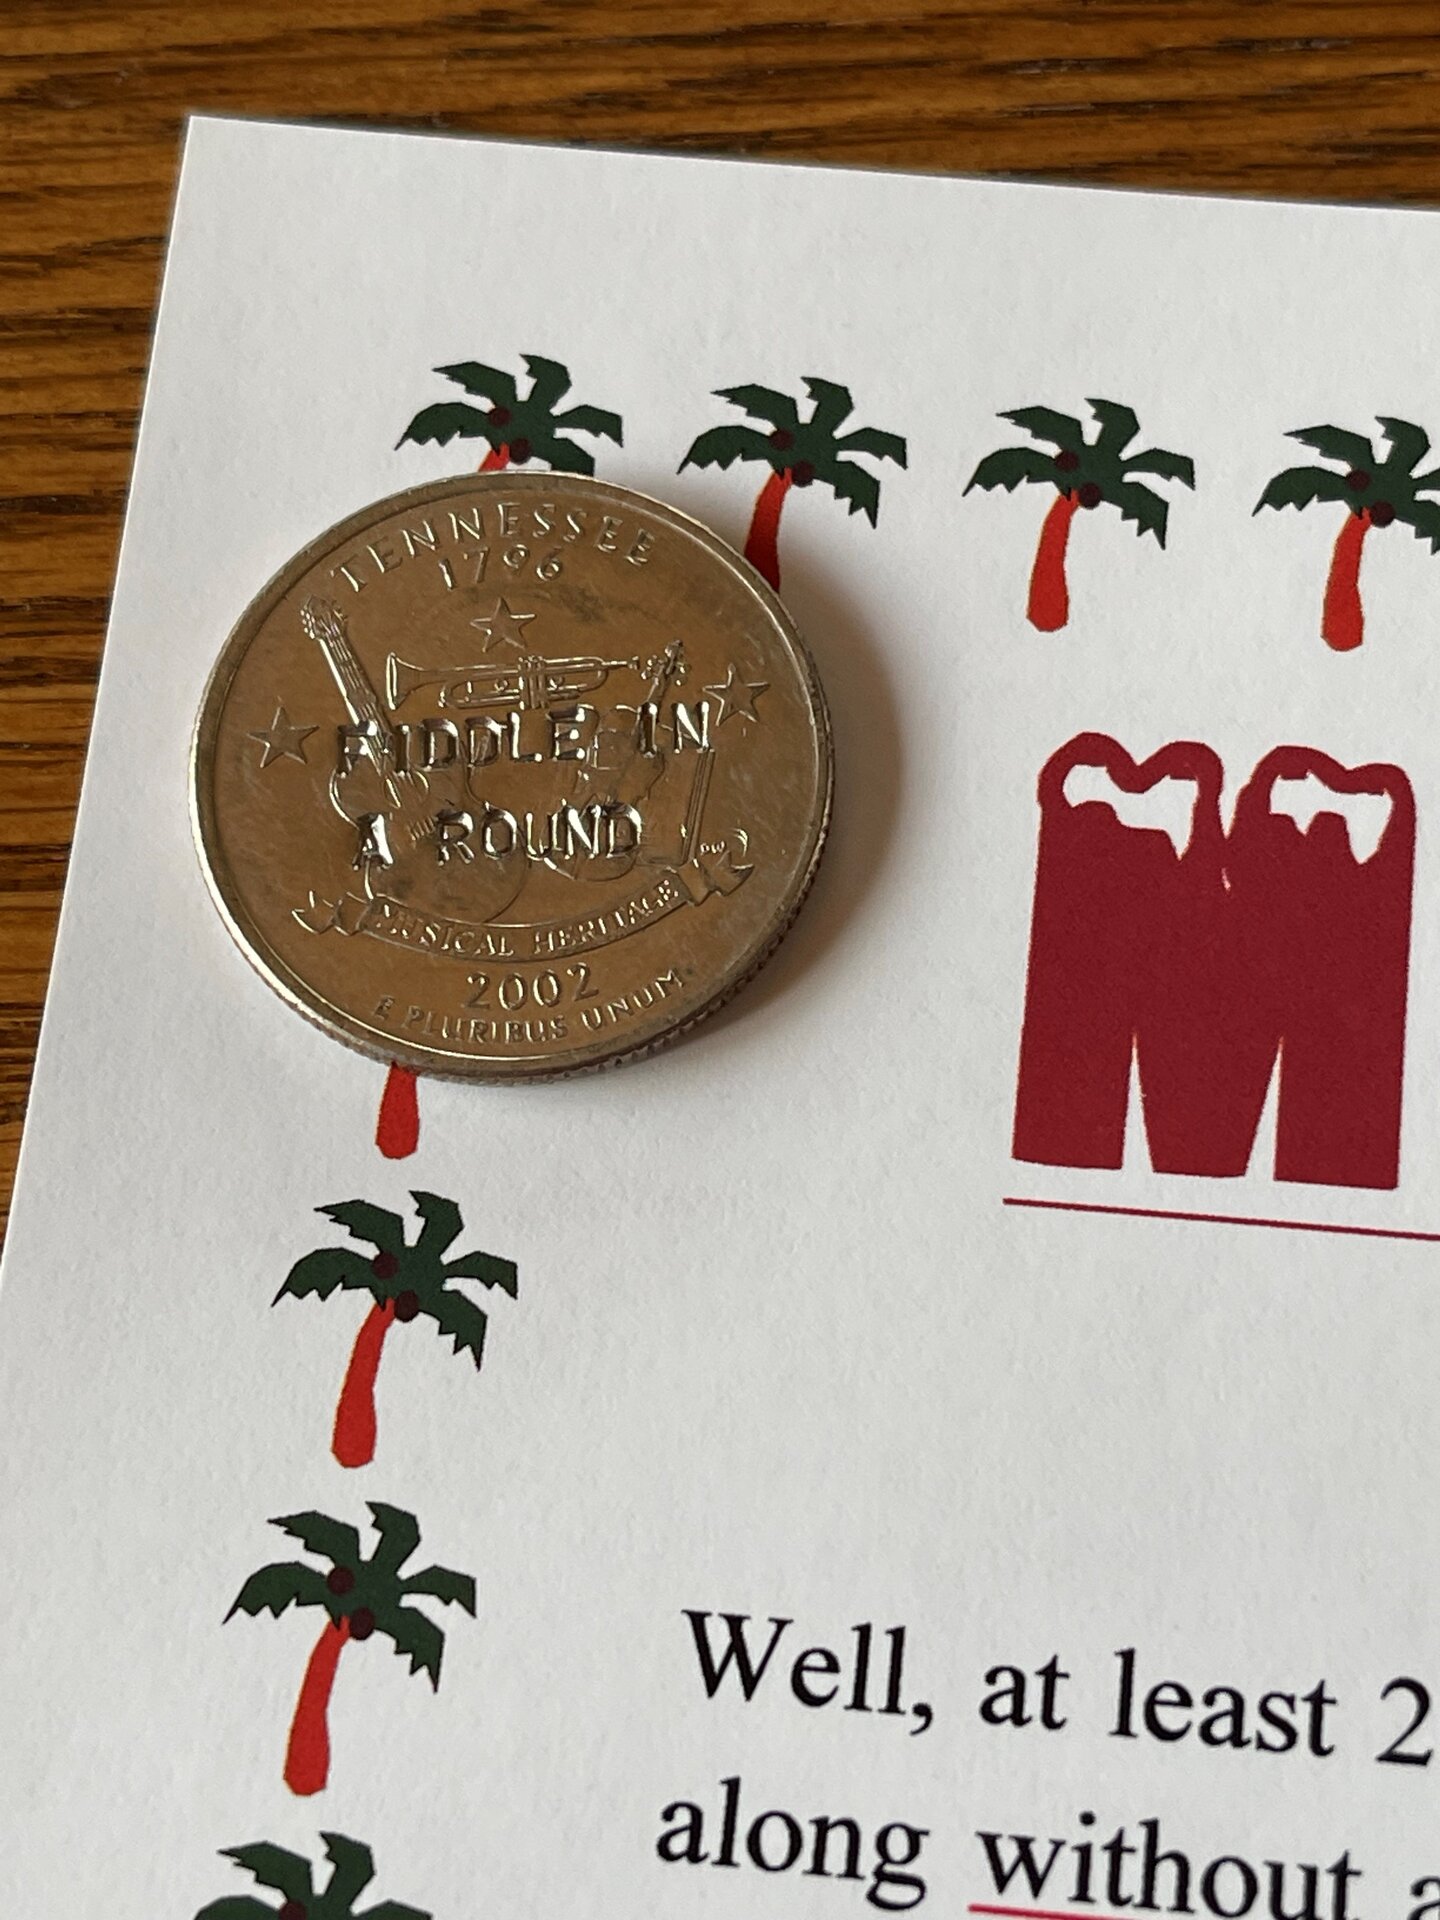 TENNESSEE
1796
FIDDLE IN
A ROUND
MUSICAL HERITAGE
2002
E PLURIBUS UNUM
M
Well, at least 2
along without a